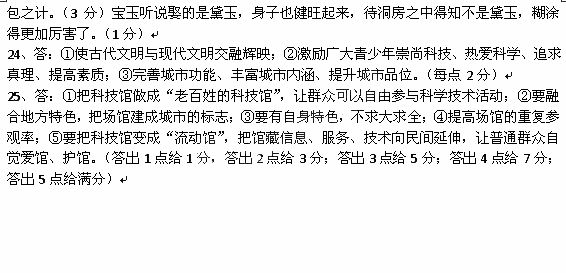 包之计。（3 分）宝玉听说娶的是黛玉，身子也健旺起来，待洞房之中得知不是黛玉，糊涂
得更加厉害了。（1 分）
24、答：①使古代文明与现代文明交融辉映；②激励广大青少年崇尚科技、热爱科学、追求
真理、提高素质；③完善城市功能、丰富城市内涵、提升城市品位。（每点 2 分）
25、答：①把科技馆做成“老百姓的科技馆”，让群众可以自由参与科学技术活动；②要融
合地方特色，把场馆建成城市的标志；③要有自身特色，不求大求全；④提高场馆的重复参
观率；⑤要把科技馆变成“流动馆”，把馆藏信息、服务、技术向民间延伸，让普通群众自
觉爱馆、护馆。（答出 1 点给 1 分，答出 2 点给 3 分；答出 3 点给 5 分；答出 4 点给 7 分；
答出 5 点给满分）